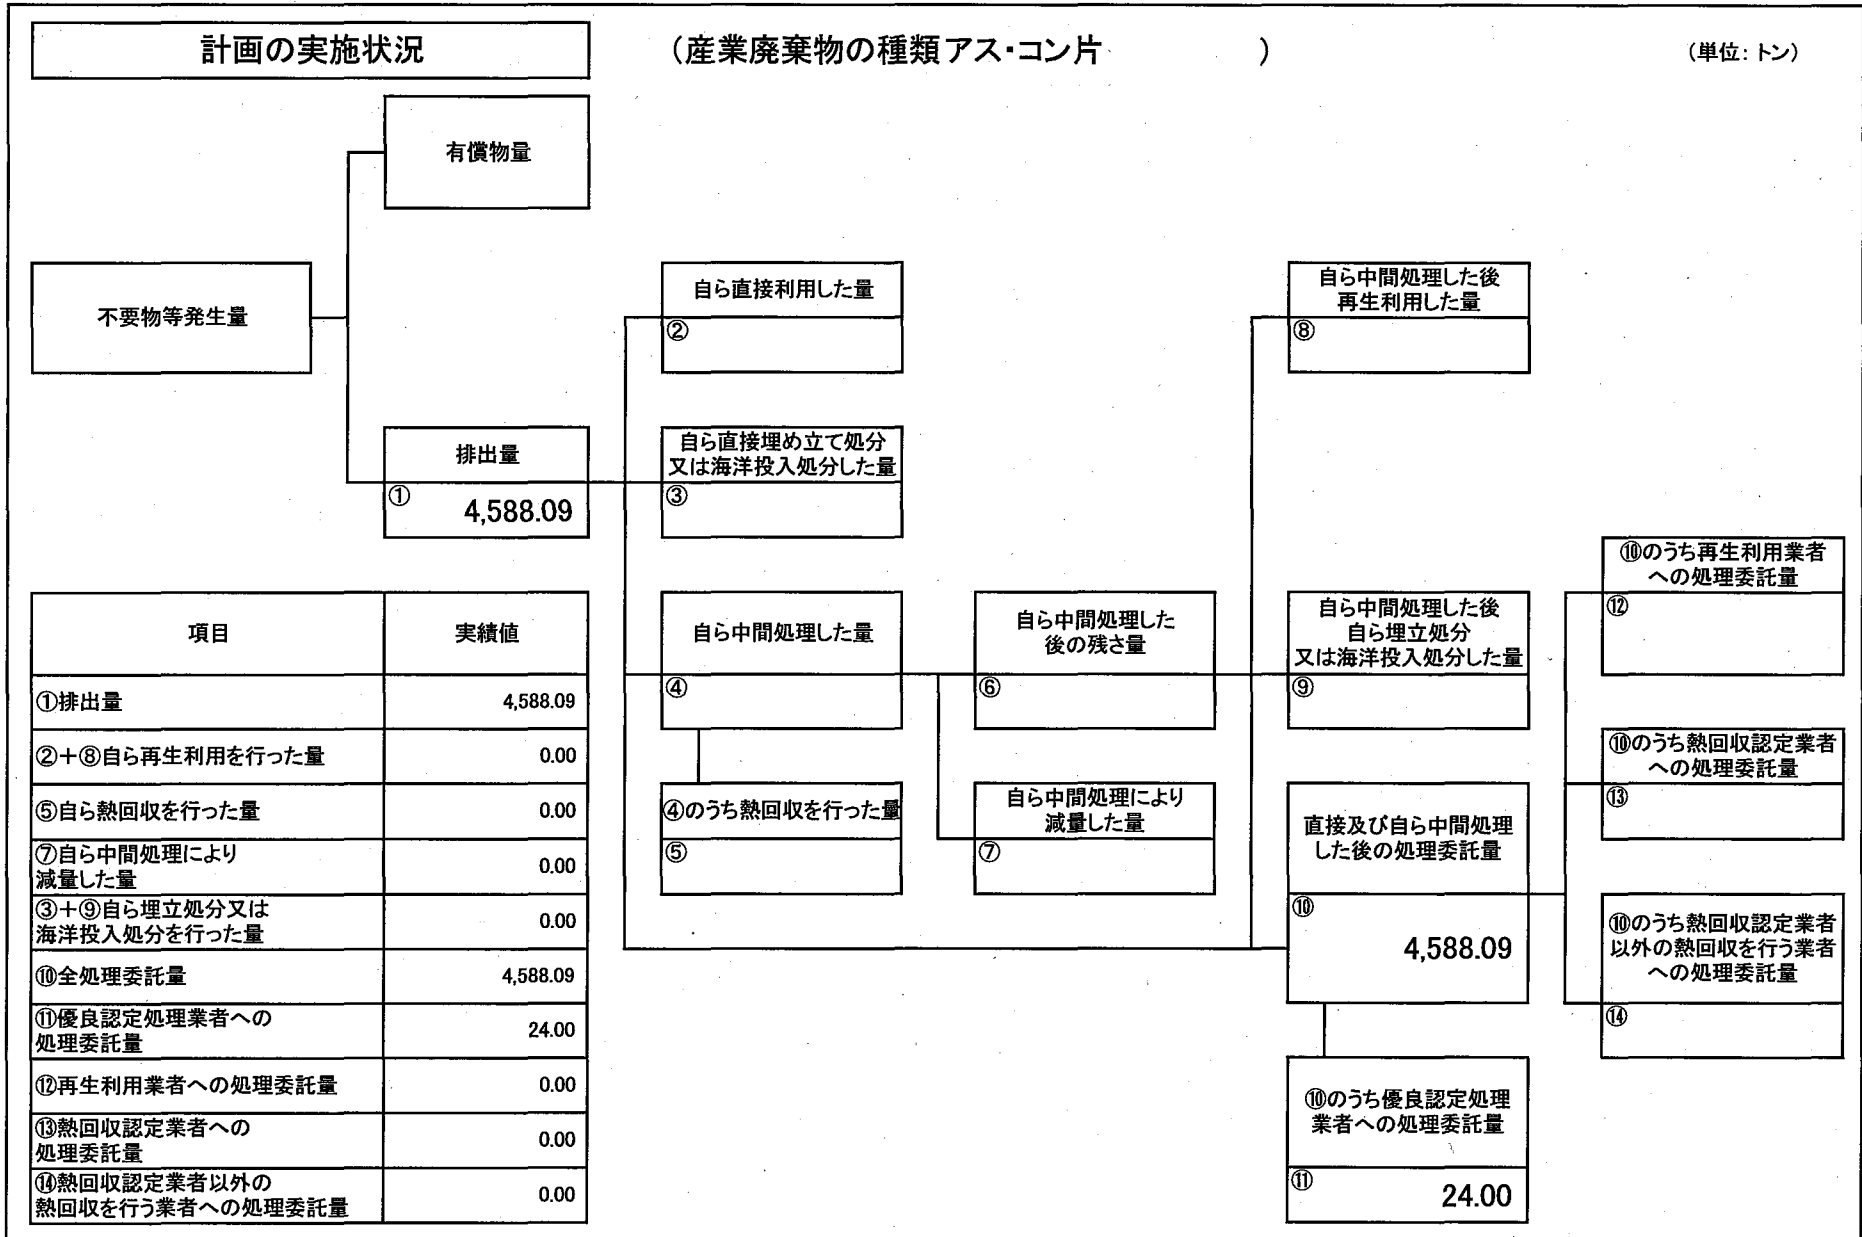 計画の実施状況
（産業廃棄物の種類アス・コン片　　　　　）
（単位：トン）
有償物量
不要物等発生量
自ら直接利用した量
②
自ら中間処理した後
再生利用した量
⑧
排出量
①
4,588.09
自ら直接埋め立て処分
又は海洋投入処分した量
③
⑩のうち再生利用業者
への処理委託量
⑫
自ら中間処理した量
④
自ら中間処理した
後の残さ量
⑥
自ら中間処理した後
自ら埋立処分
又は海洋投入処分した量
⑨
⑩のうち熱回収認定業者
への処理委託量
⑬
④のうち熱回収を行った量
⑤
自ら中間処理により
減量した量
⑦
直接及び自ら中間処理
した後の処理委託量
⑩
4,588.09
⑩のうち熱回収認定業者
以外の熱回収を行う業者
への処理委託量
⑭
⑩のうち優良認定処理
業者への処理委託量
⑪
24.00
項目 実績値
①排出量 4,588.09
②＋⑧自ら再生利用を行った量 0.00
⑤自ら熱回収を行った量 0.00
⑦自ら中間処理により
減量した量 0.00
③＋⑨自ら埋立処分又は
海洋投入処分を行った量 0.00
⑩全処理委託量 4,588.09
⑪優良認定処理業者への
処理委託量 24.00
⑫再生利用業者への処理委託量 0.00
⑬熱回収認定業者への
処理委託量 0.00
⑭熱回収認定業者以外の
熱回収を行う業者への処理委託量 0.00